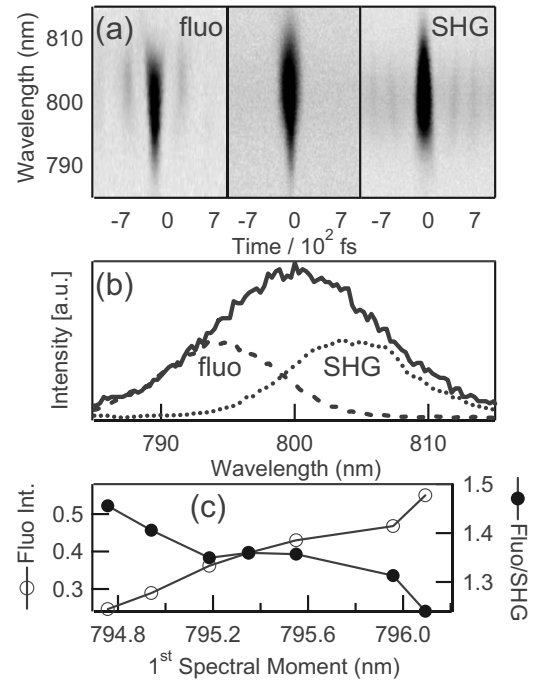 (a) fluo SHG
Wavelength (nm)
810
800
790
-7 0 7 -7 0 7 -7 0 7
Time / 10² fs
(b)
Intensity [a.u.]
fluo SHG
790 800 810
Wavelength (nm)
(c)
Fluo Int.
0.5
0.4
0.3
1.5
1.4
1.3
Fluo/SHG
794.8 795.2 795.6 796.0
1st Spectral Moment (nm)